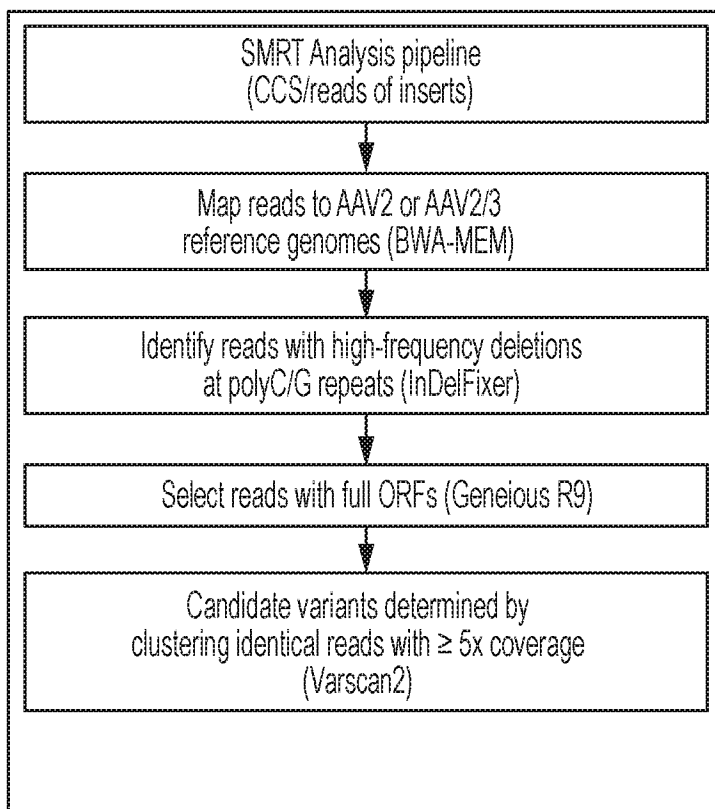 SMRT Analysis pipeline
(CCS/reads of inserts)
Map reads to AAV2 or AAV2/3
reference genomes (BWA-MEM)
Identify reads with high-frequency deletions
at polyC/G repeats (InDelFixer)
Select reads with full ORFs (Geneious R9)
Candidate variants determined by
clustering identical reads with ≥ 5x coverage
(Varscan2)